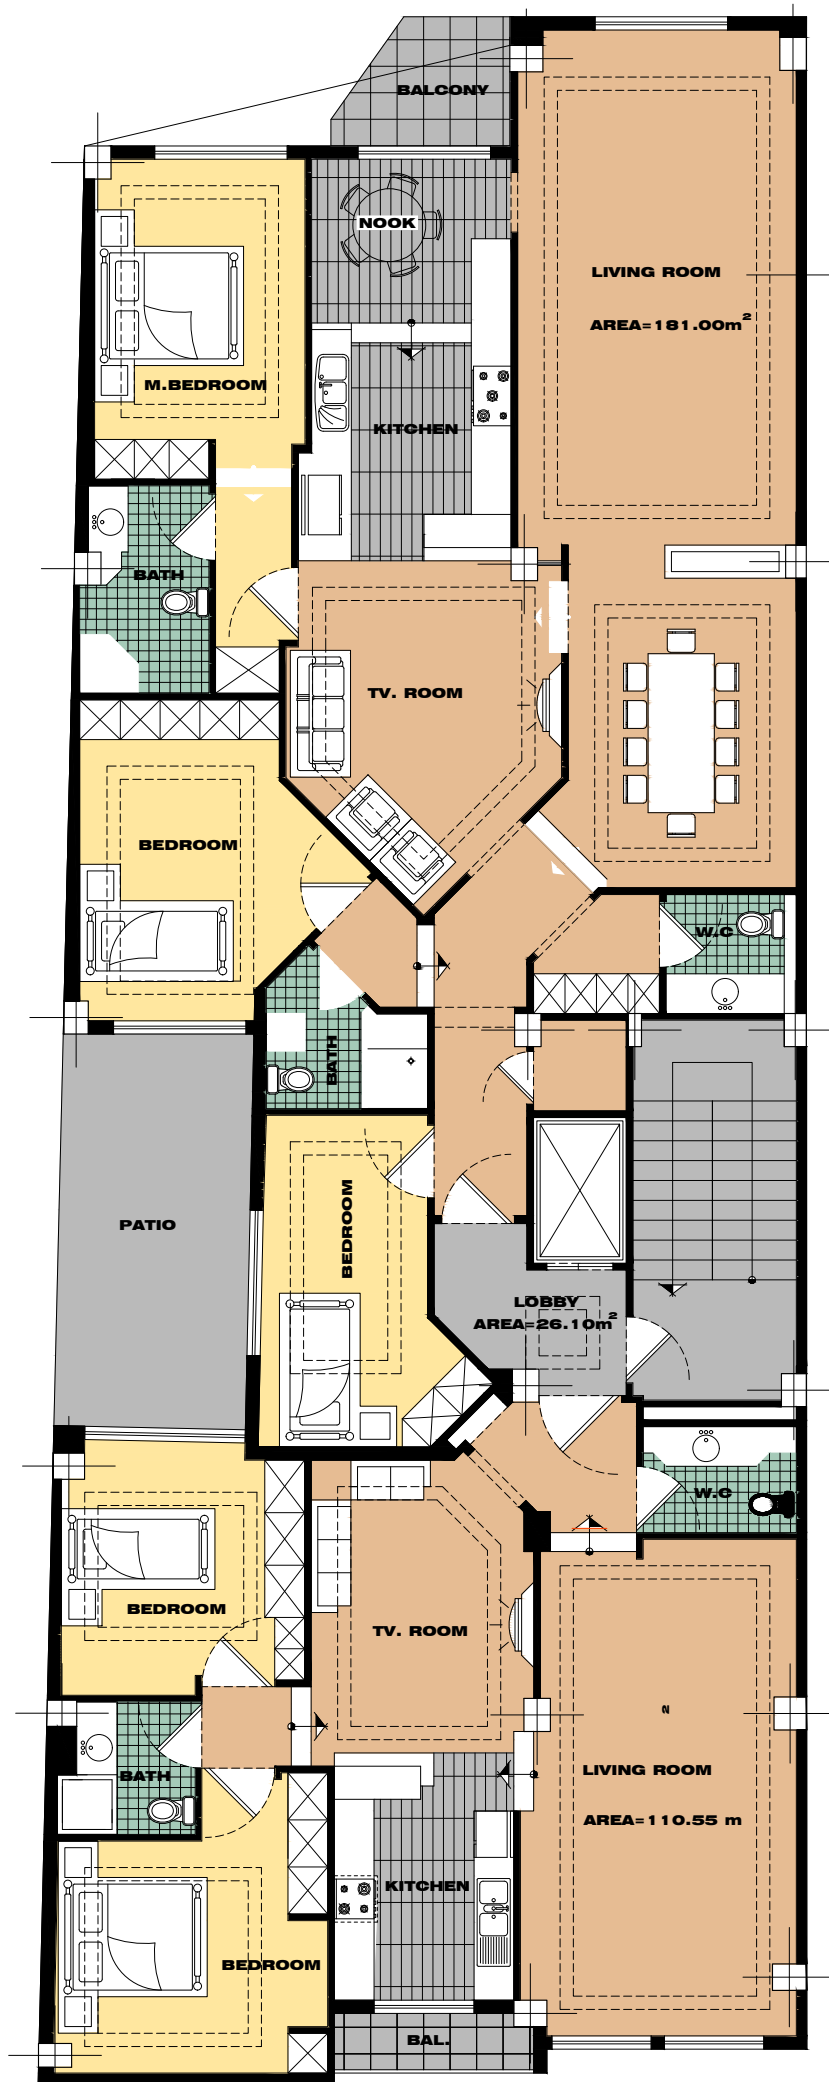 BALCONY
NOOK
LIVING ROOM
AREA=181.00m²
M.BEDROOM
KITCHEN
BATH
TV. ROOM
BEDROOM
W.C
BATH
BEDROOM
PATIO
LOBBY
AREA=26.10m²
W.C
BEDROOM
TV. ROOM
2
LIVING ROOM
BATH
AREA=110.55 m
KITCHEN
BEDROOM
BAL.